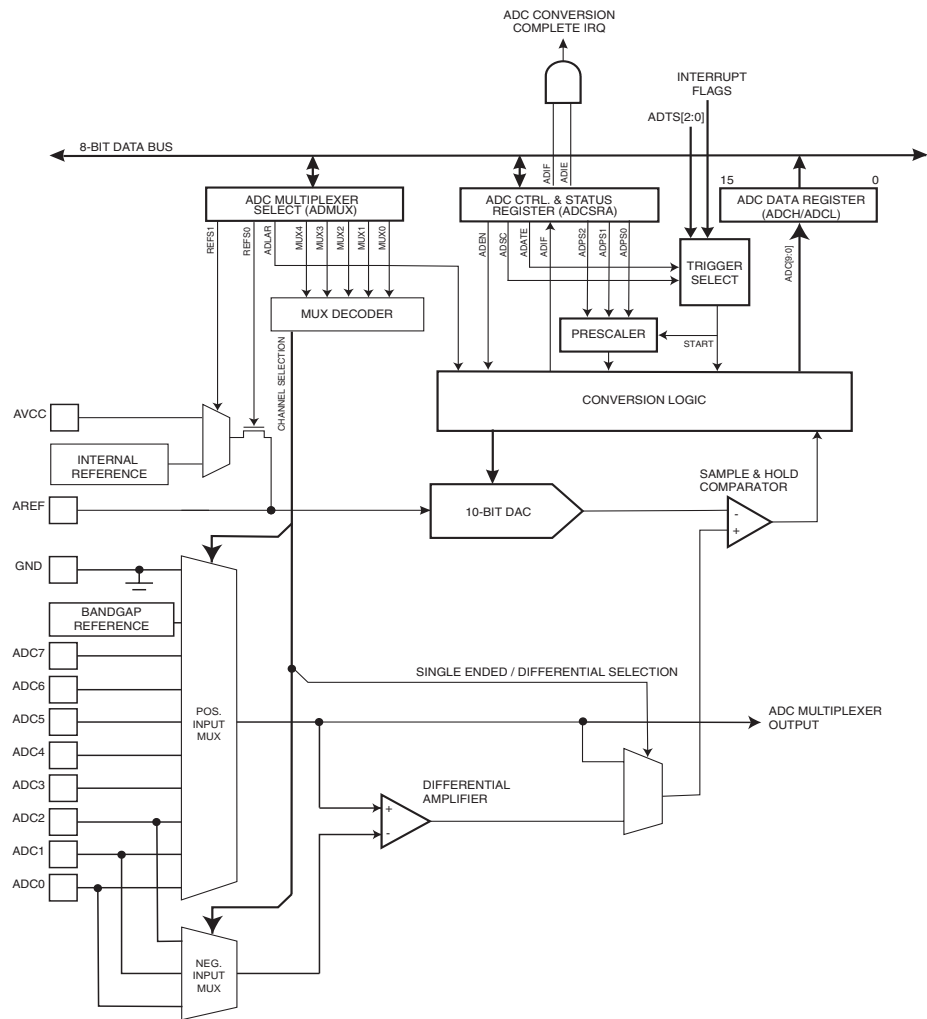 ADC CONVERSION
COMPLETE IRQ
INTERRUPT
FLAGS
ADTS[2:0]
8-BIT DATA BUS
ADIF
ADIE
15
0
ADC MULTIPLEXER
SELECT (ADMUX)
ADC CTRL. & STATUS
REGISTER (ADCSRA)
ADC DATA REGISTER
(ADCH/ADCL)
REFS1
REFS0
ADLAR
MUX4
MUX3
MUX2
MUX1
MUX0
ADEN
ADSC
ADATE
ADIF
ADPS2
ADPS1
ADPS0
TRIGGER
SELECT
ADC[9:0]
MUX DECODER
PRESCALER
START
CHANNEL SELECTION
CONVERSION LOGIC
AVCC
INTERNAL
REFERENCE
SAMPLE & HOLD
COMPARATOR
AREF
10-BIT DAC
-
+
GND
BANDGAP
REFERENCE
ADC7
SINGLE ENDED / DIFFERENTIAL SELECTION
ADC6
ADC5
POS.
INPUT
MUX
ADC MULTIPLEXER
OUTPUT
ADC4
ADC3
DIFFERENTIAL
AMPLIFIER
ADC2
+
-
ADC1
ADC0
NEG.
INPUT
MUX